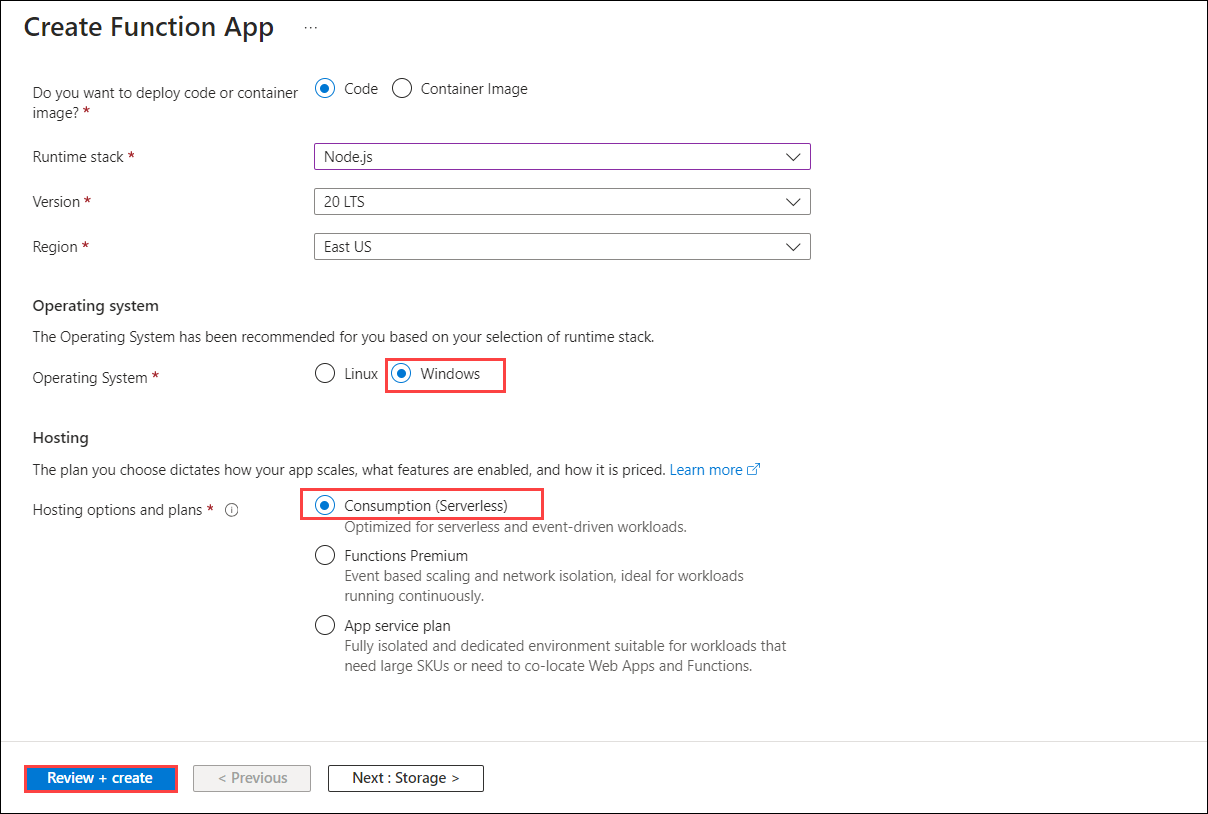 Create Function App ...
Do you want to deploy code or container
image? *
Code Container Image
Runtime stack *
Node.js
Version *
20 LTS
Region *
East US
Operating system
The Operating System has been recommended for you based on your selection of runtime stack.
Operating System *
Linux Windows
Hosting
The plan you choose dictates how your app scales, what features are enabled, and how it is priced. Learn more
Hosting options and plans *
Consumption (Serverless)
Optimized for serverless and event-driven workloads.
Functions Premium
Event based scaling and network isolation, ideal for workloads
running continuously.
App service plan
Fully isolated and dedicated environment suitable for workloads that
need large SKUs or need to co-locate Web Apps and Functions.
Review + create < Previous Next : Storage >